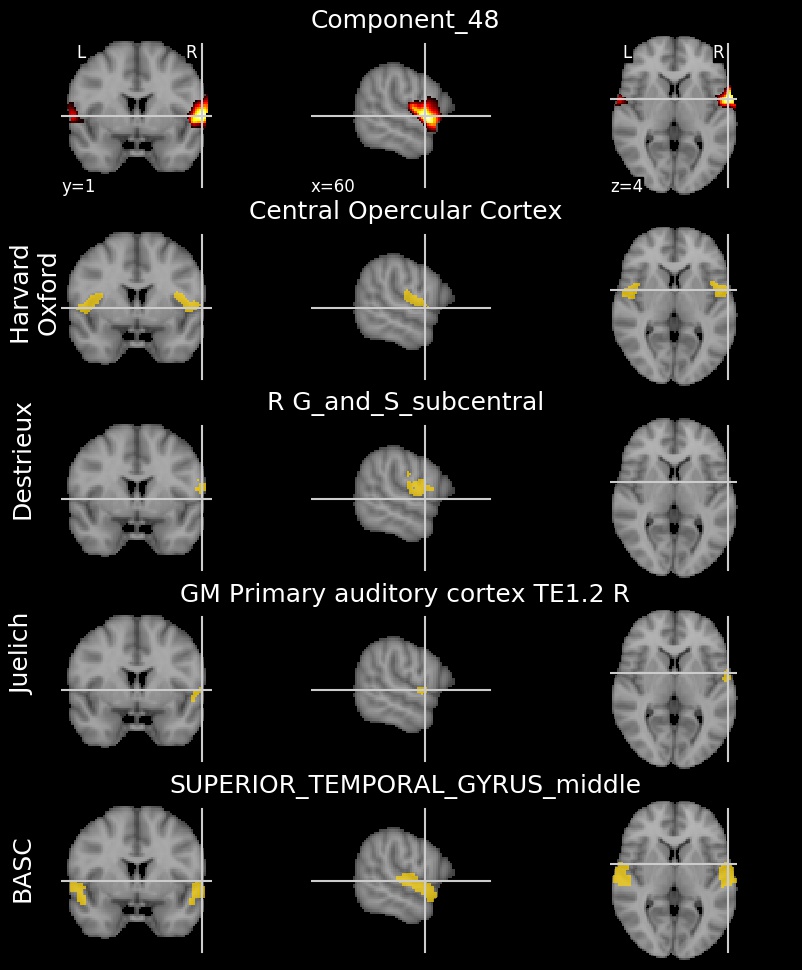 Component_48
L
R
L
R
y=1
x=60
z=4
Central Opercular Cortex
Harvard
Oxford
R G_and_S_subcentral
Destrieux
GM Primary auditory cortex TE1.2 R
Juelich
SUPERIOR_TEMPORAL_GYRUS_middle
BASC